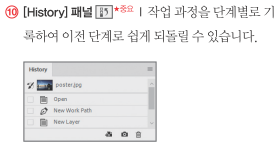 ⑩ [History] 패널 ★중요 | 작업 과정을 단계별로 기
록하여 이전 단계로 쉽게 되돌릴 수 있습니다.
History
poster.jpg
Open
New Work Path
New Layer